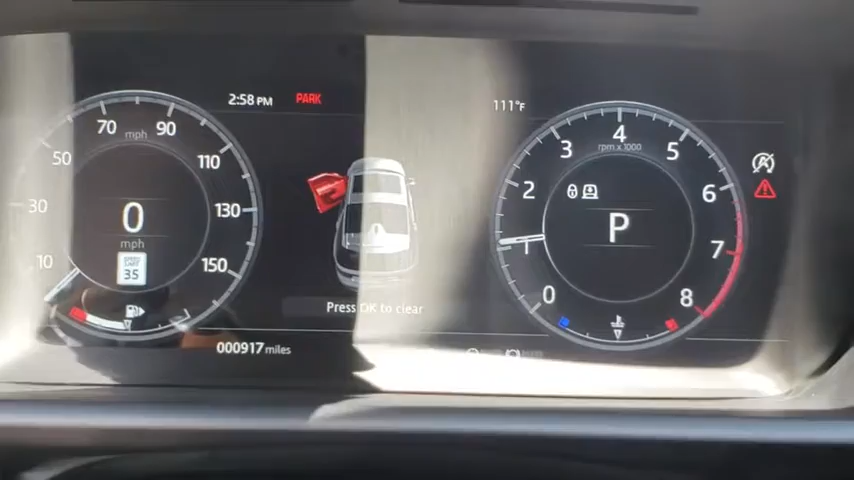 2:58 PM PARK
111°F
10 30 50 70 90 110 130 150
mph
0
mph
SPEED LIMIT
35
Press OK to clear
000917 miles
0 1 2 3 4 5 6 7 8
rpm x 1000
P